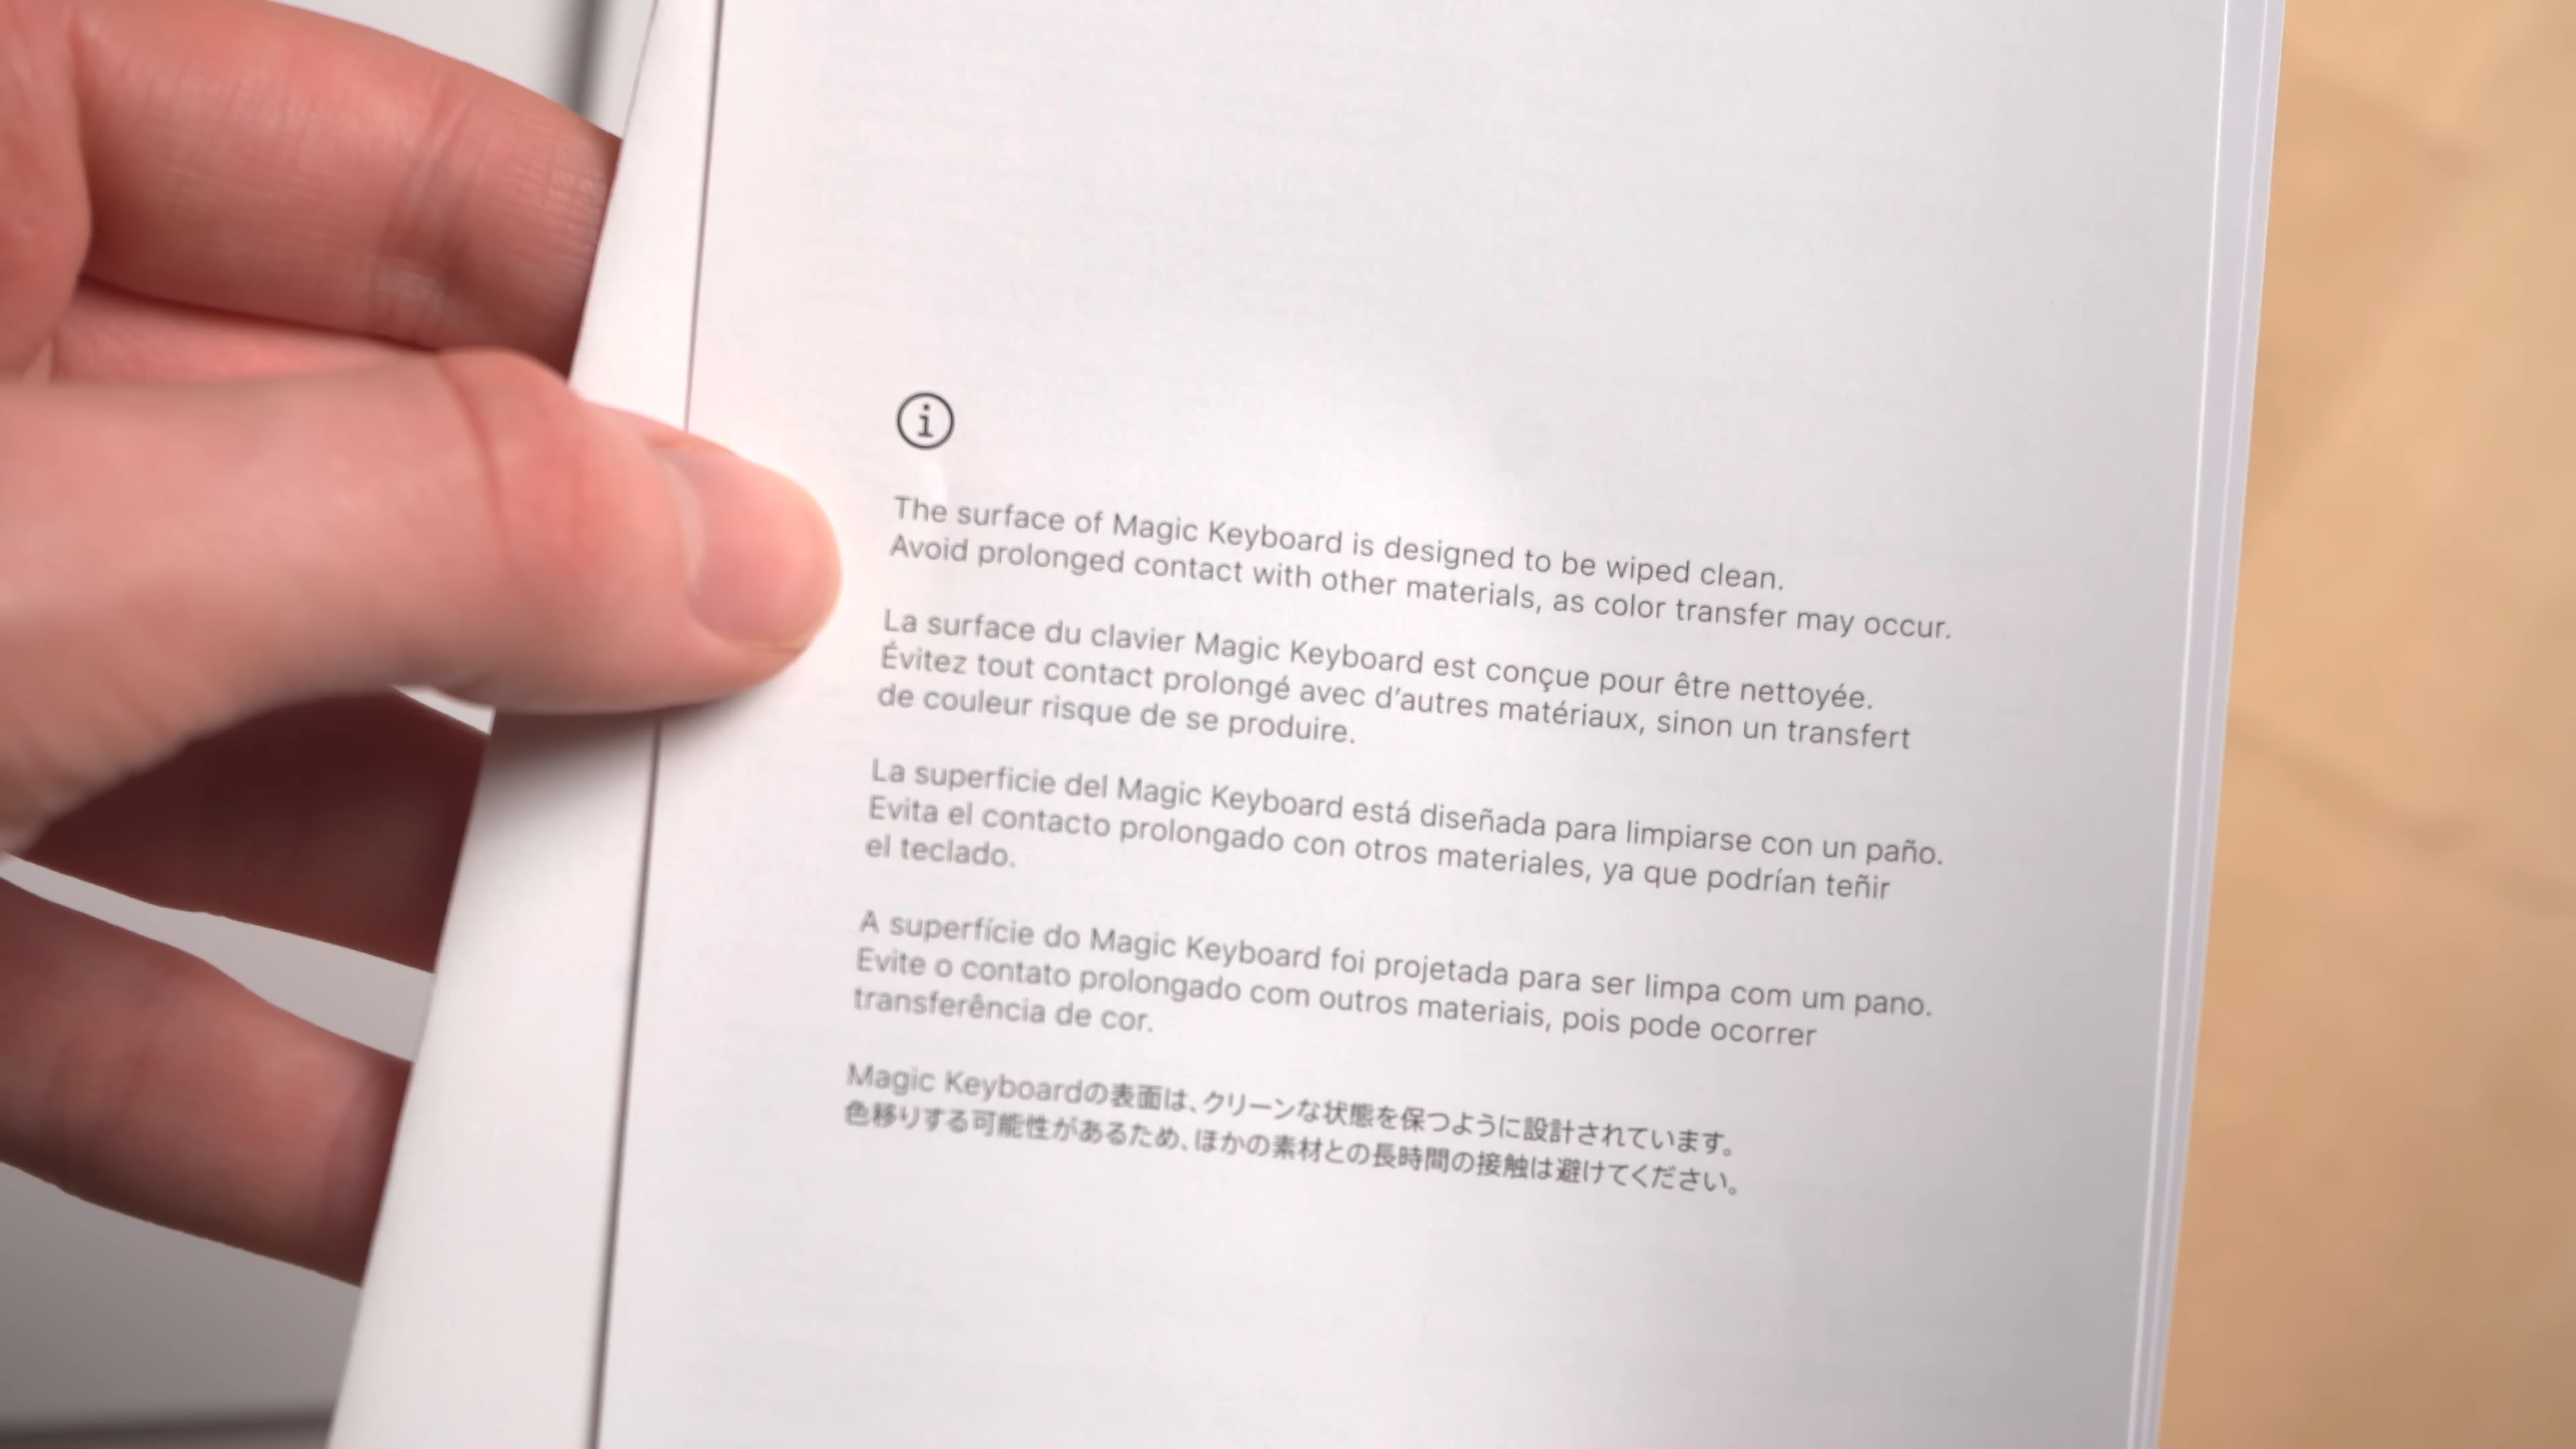 The surface of Magic Keyboard is designed to be wiped clean.
Avoid prolonged contact with other materials, as color transfer may occur.
La surface du clavier Magic Keyboard est conçue pour être nettoyée.
Évitez tout contact prolongé avec d’autres matériaux, sinon un transfert
de couleur risque de se produire.
La superficie del Magic Keyboard está diseñada para limpiarse con un paño.
Evita el contacto prolongado con otros materiales, ya que podrían teñir
el teclado.
A superfície do Magic Keyboard foi projetada para ser limpa com um pano.
Evite o contato prolongado com outros materiais, pois pode ocorrer
transferência de cor.
Magic Keyboardの表面は、クリーンな状態を保つように設計されています。
色移りする可能性があるため、ほかの素材との長時間の接触は避けてください。